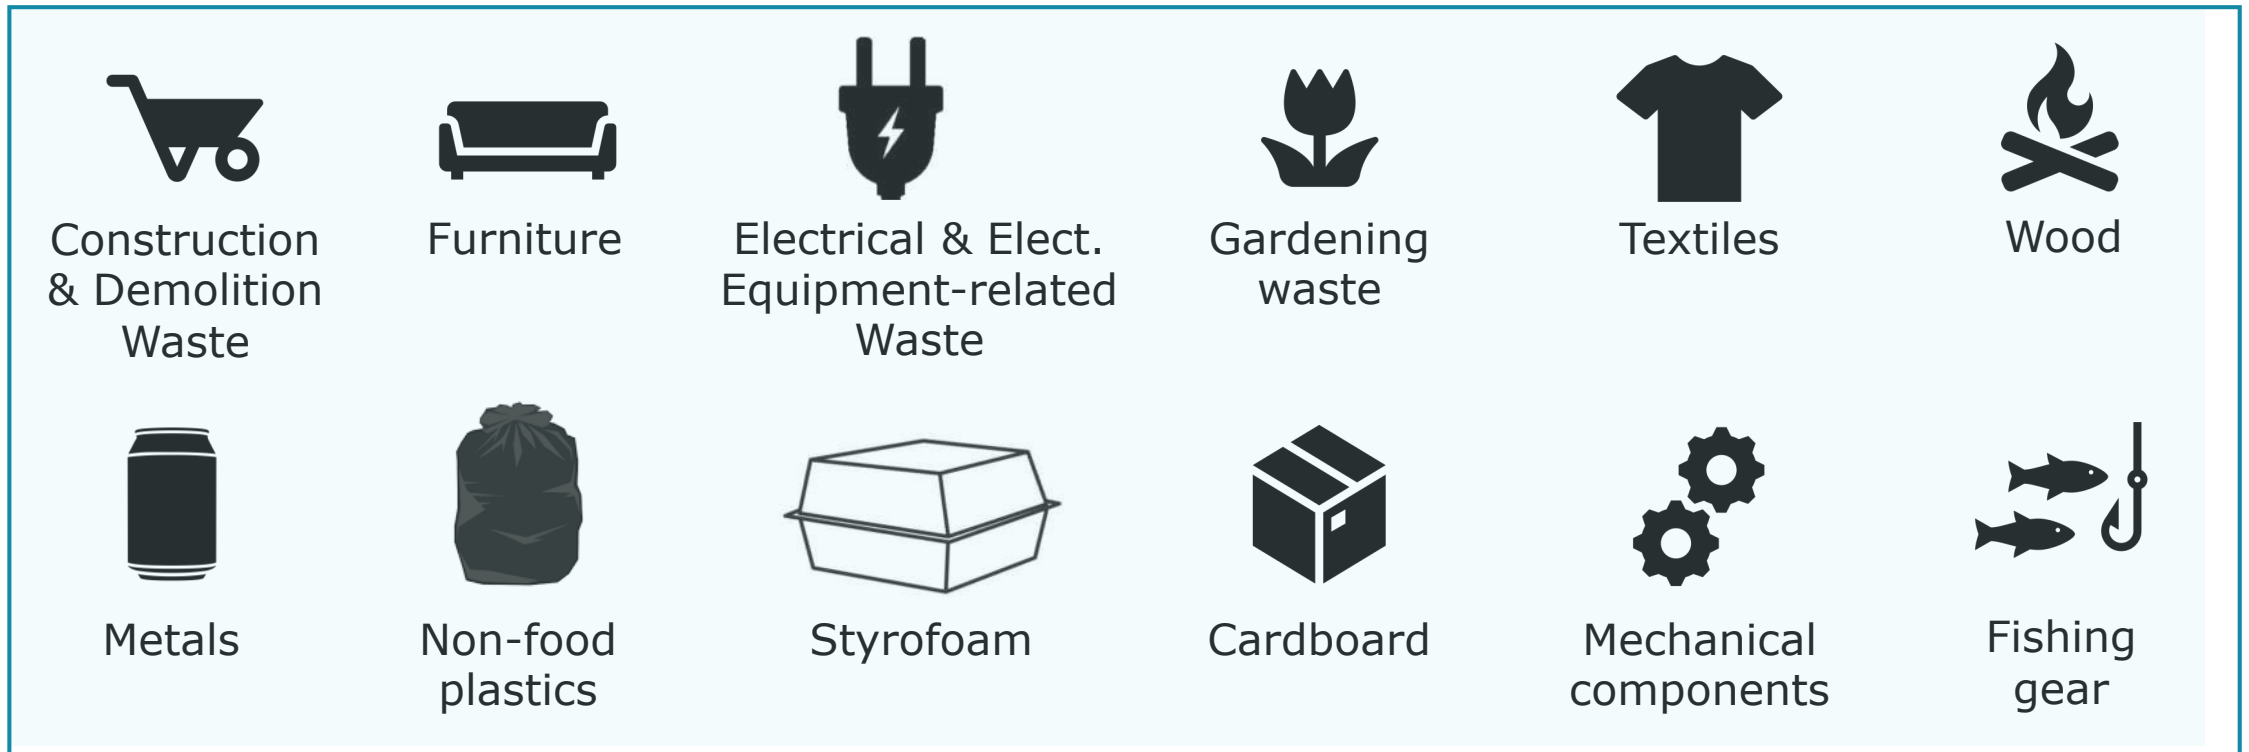 Construction
& Demolition
Waste
Furniture
Electrical & Elect.
Equipment-related
Waste
Gardening
waste
Textiles
Wood
Metals
Non-food
plastics
Styrofoam
Cardboard
Mechanical
components
Fishing
gear